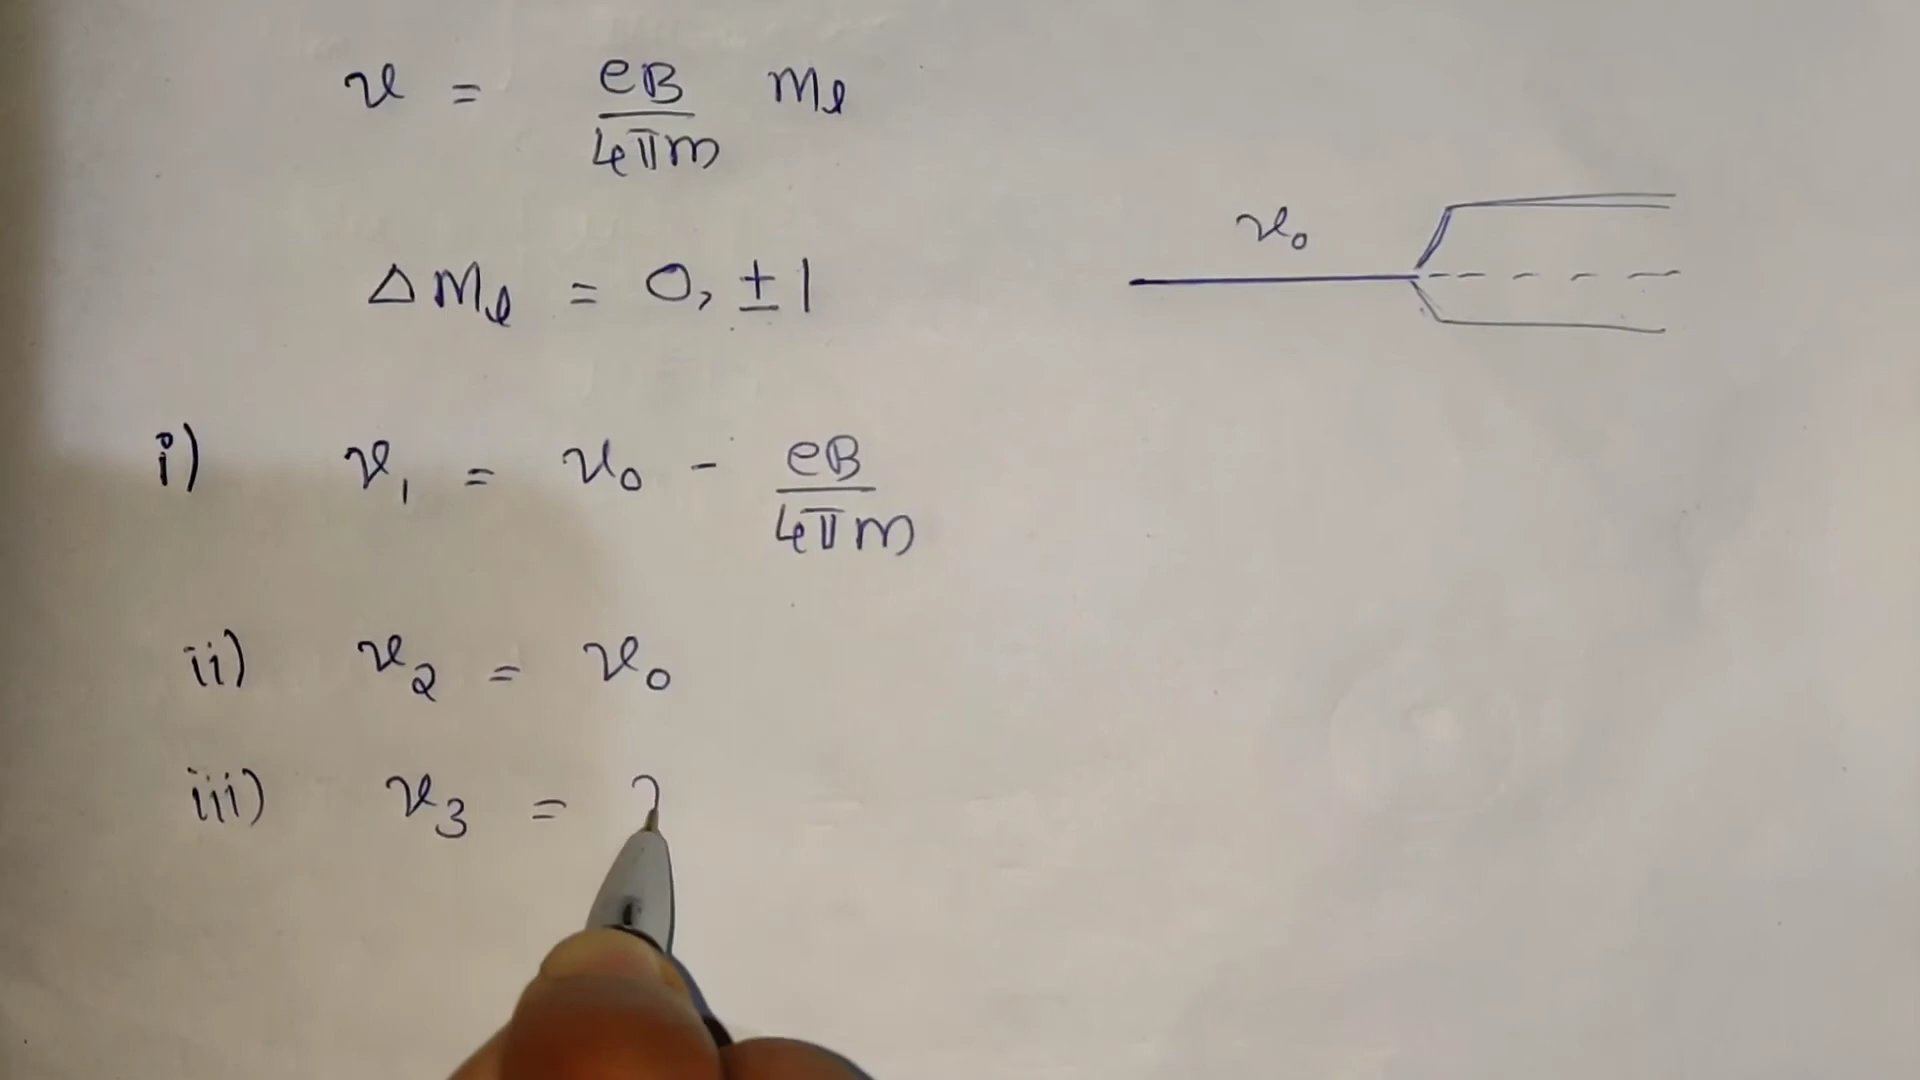 ν = eB/4πm mℓ
ν₀
Δmℓ = 0, ±1
i) ν₁ = ν₀ - eB/4πm
ii) ν₂ = ν₀
iii) ν₃ =